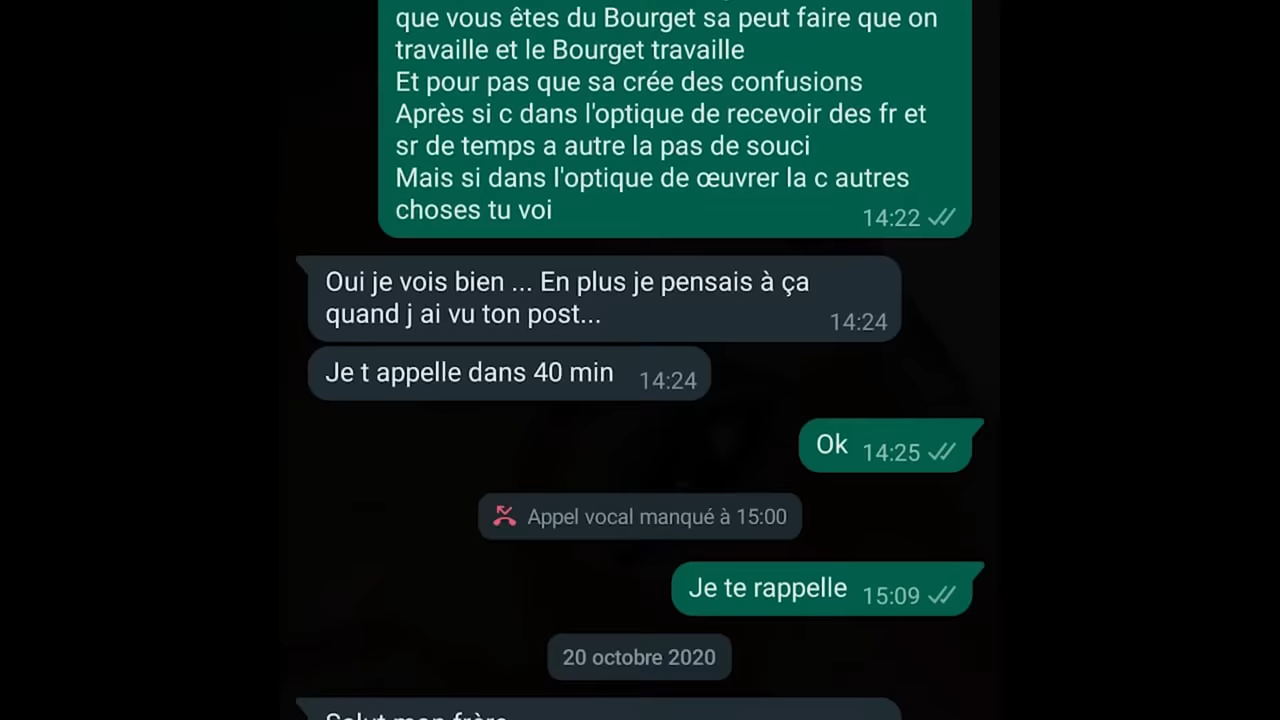 que vous êtes du Bourget sa peut faire que on
travaille et le Bourget travaille
Et pour pas que sa crée des confusions
Après si c dans l'optique de recevoir des fr et
sr de temps a autre la pas de souci
Mais si dans l'optique de œuvrer la c autres
choses tu voi
14:22
Oui je vois bien ... En plus je pensais à ça
quand j ai vu ton post...
14:24
Je t appelle dans 40 min 14:24
Ok 14:25
Appel vocal manqué à 15:00
Je te rappelle 15:09
20 octobre 2020
Salut mon frère